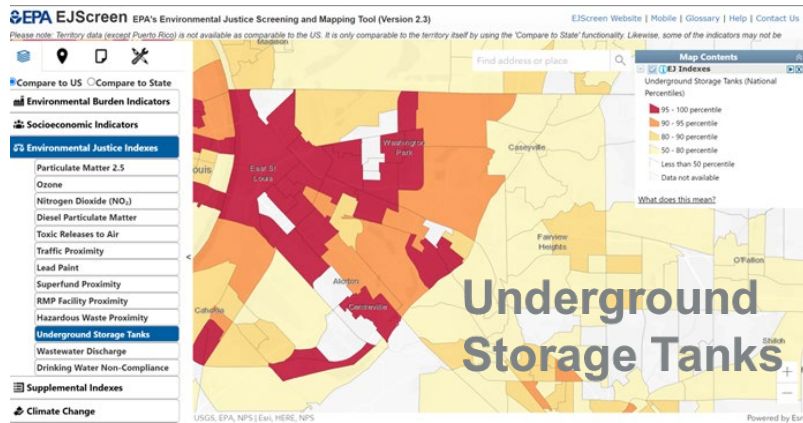 EPA EJScreen EPA's Environmental Justice Screening and Mapping Tool (Version 2.3)
EJScreen Website | Mobile | Glossary | Help | Contact Us
Please note: Territory data (except Puerto Rico) is not available as comparable to the US. It is only comparable to the territory itself by using the 'Compare to State' functionality. Likewise, some of the indicators may not be
Madison
Find address or place
Map Contents
Compare to US Compare to State
EJ Indexes
Underground Storage Tanks (National
Percentiles)
95 - 100 percentile
90 - 95 percentile
80 - 90 percentile
50 - 80 percentile
Less than 50 percentile
Data not available
What does this mean?
Environmental Burden Indicators
Socioeconomic Indicators
Environmental Justice Indexes
Particulate Matter 2.5
Ozone
Nitrogen Dioxide (NO₂)
Diesel Particulate Matter
Toxic Releases to Air
Traffic Proximity
Lead Paint
Superfund Proximity
RMP Facility Proximity
Hazardous Waste Proximity
Underground Storage Tanks
Wastewater Discharge
Drinking Water Non-Compliance
Supplemental Indexes
Climate Change
Washington
Park
Caseyville
ouis
East St
Louis
Fairview
Heights
O'Fallon
Alorton
Cahokia
Centreville
Shiloh
Underground
Storage Tanks
USGS, EPA, NPS | Esri, HERE, NPS
Powered by Esr